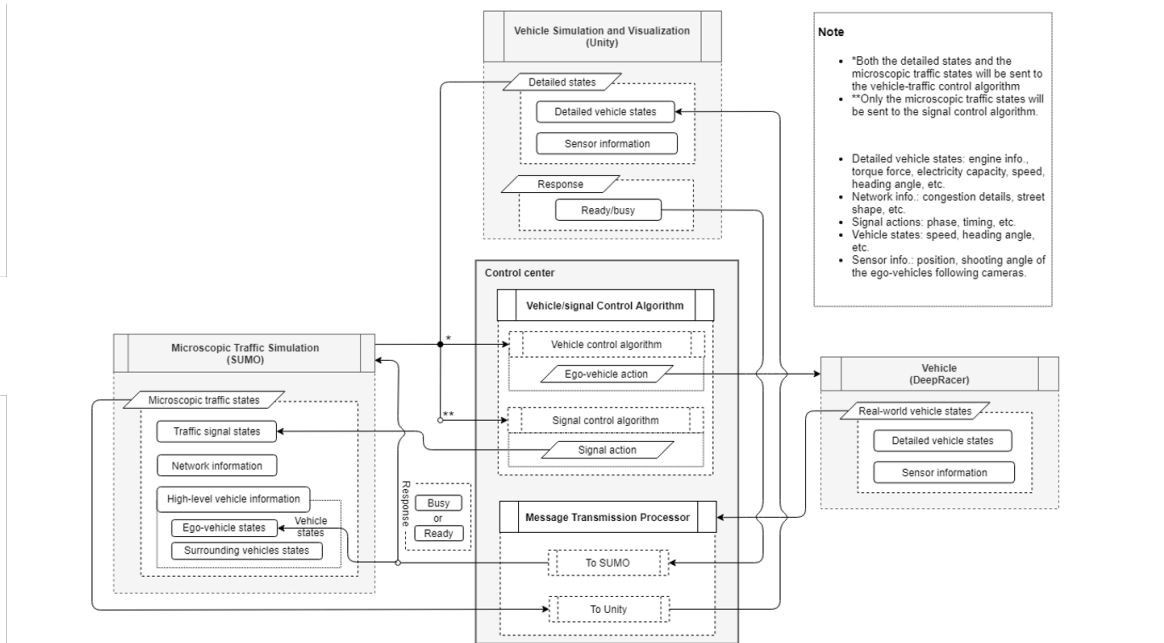 Vehicle Simulation and Visualization
(Unity)
Detailed states
Detailed vehicle states
Sensor information
Response
Ready/busy
Note
• *Both the detailed states and the
microscopic traffic states will be sent to
the vehicle-traffic control algorithm
• **Only the microscopic traffic states will
be sent to the signal control algorithm.
• Detailed vehicle states: engine info.,
torque force, electricity capacity, speed,
heading angle, etc.
• Network info.: congestion details, street
shape, etc.
• Signal actions: phase, timing, etc.
• Vehicle states: speed, heading angle,
etc.
• Sensor info.: position, shooting angle of
the ego-vehicles following cameras.
Control center
Vehicle/signal Control Algorithm
*
Vehicle control algorithm
Ego-vehicle action
**
Signal control algorithm
Signal action
Microscopic Traffic Simulation
(SUMO)
Microscopic traffic states
Traffic signal states
Network information
High-level vehicle information
Ego-vehicle states
Vehicle
states
Surrounding vehicles states
Response
Busy
or
Ready
Message Transmission Processor
To SUMO
To Unity
Vehicle
(DeepRacer)
Real-world vehicle states
Detailed vehicle states
Sensor information